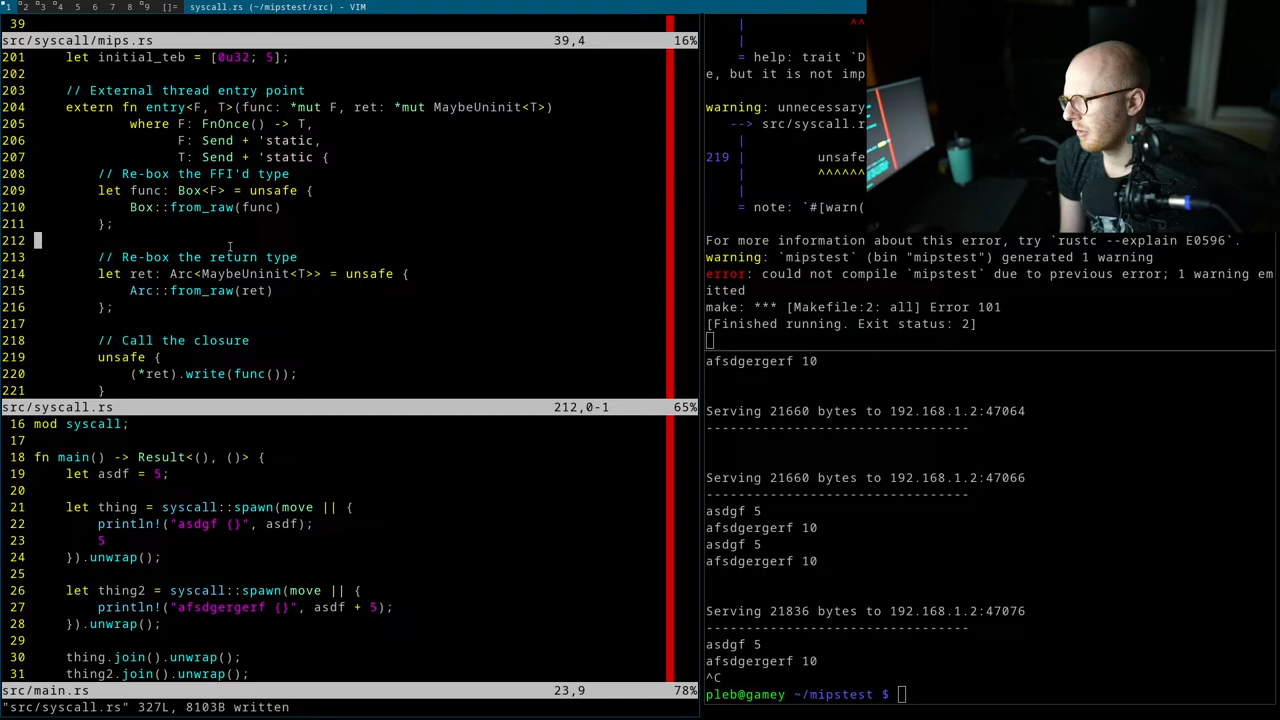 1 2 3 4 5 6 7 8 9 []= syscall.rs (~/mipstest/src) - VIM
39
src/syscall/mips.rs 39,4 16%
201 let initial_teb = [0u32; 5];
202
203 // External thread entry point
204 extern fn entry<F, T>(func: *mut F, ret: *mut MaybeUninit<T>)
205 where F: FnOnce() -> T,
206 F: Send + 'static,
207 T: Send + 'static {
208 // Re-box the FFI'd type
209 let func: Box<F> = unsafe {
210 Box::from_raw(func)
211 };
212
213 // Re-box the return type
214 let ret: Arc<MaybeUninit<T>> = unsafe {
215 Arc::from_raw(ret)
216 };
217
218 // Call the closure
219 unsafe {
220 (*ret).write(func());
221 }
src/syscall.rs 212,0-1 65%
16 mod syscall;
17
18 fn main() -> Result<(), ()> {
19 let asdf = 5;
20
21 let thing = syscall::spawn(move || {
22 println!("asdgf {}", asdf);
23 5
24 }).unwrap();
25
26 let thing2 = syscall::spawn(move || {
27 println!("afsdgergerf {}", asdf + 5);
28 }).unwrap();
29
30 thing.join().unwrap();
31 thing2.join().unwrap();
src/main.rs 23,9 78%
"src/syscall.rs" 327L, 8103B written
| ^^
|
= help: trait `D
e, but it is not imp
warning: unnecessary
--> src/syscall.r
|
219 | unsafe
| ^^^^^^
|
= note: `#[warn(
For more information about this error, try `rustc --explain E0596`.
warning: `mipstest` (bin "mipstest") generated 1 warning
error: could not compile `mipstest` due to previous error; 1 warning em
itted
make: *** [Makefile:2: all] Error 101
[Finished running. Exit status: 2]
afsdgergerf 10
Serving 21660 bytes to 192.168.1.2:47064
---------------------------------
Serving 21660 bytes to 192.168.1.2:47066
---------------------------------
asdgf 5
afsdgergerf 10
asdgf 5
afsdgergerf 10
Serving 21836 bytes to 192.168.1.2:47076
---------------------------------
asdgf 5
afsdgergerf 10
^C
pleb@gamey ~/mipstest $